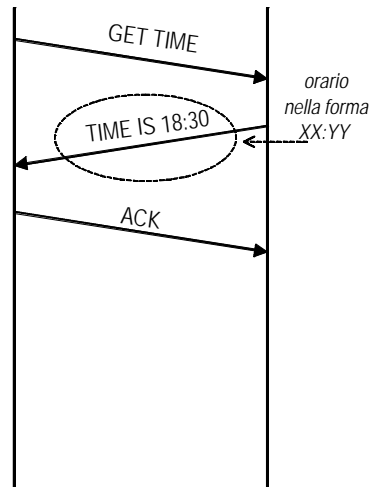 GET TIME
TIME IS 18:30
orario
nella forma
XX:YY
ACK